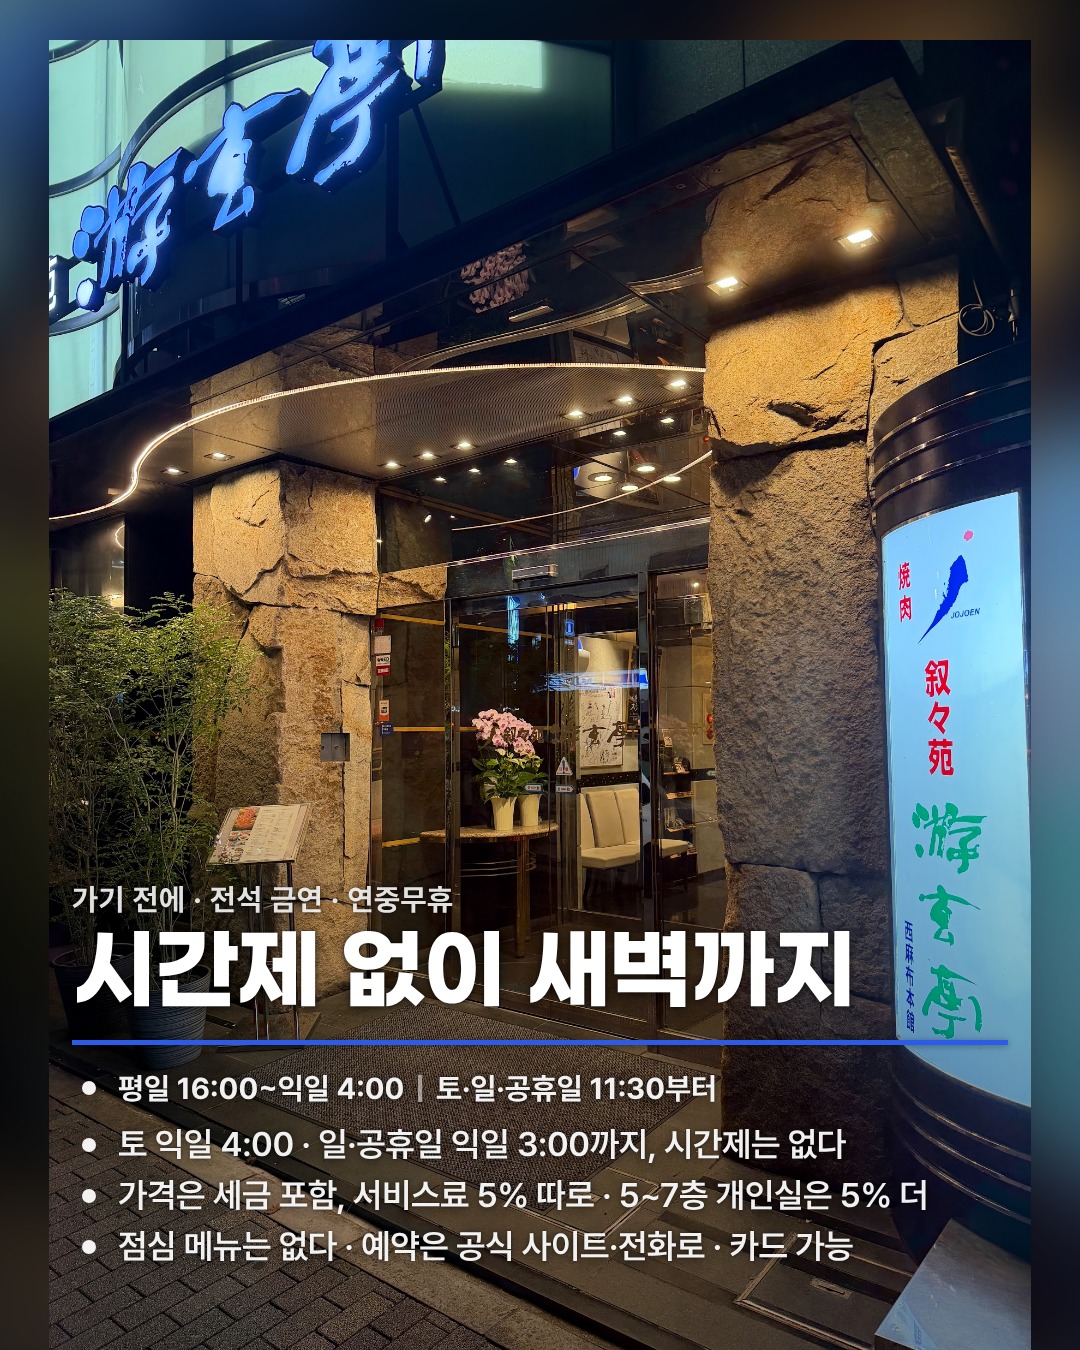 游玄亭
焼肉
JOJOEN
叙々苑
游玄亭
西麻布本館
叙々苑 游玄亭
가기 전에 · 전석 금연 · 연중무휴
시간제 없이 새벽까지
평일 16:00~익일 4:00 | 토·일·공휴일 11:30부터
토 익일 4:00 · 일·공휴일 익일 3:00까지, 시간제는 없다
가격은 세금 포함, 서비스료 5% 따로 · 5~7층 개인실은 5% 더
점심 메뉴는 없다 · 예약은 공식 사이트·전화로 · 카드 가능